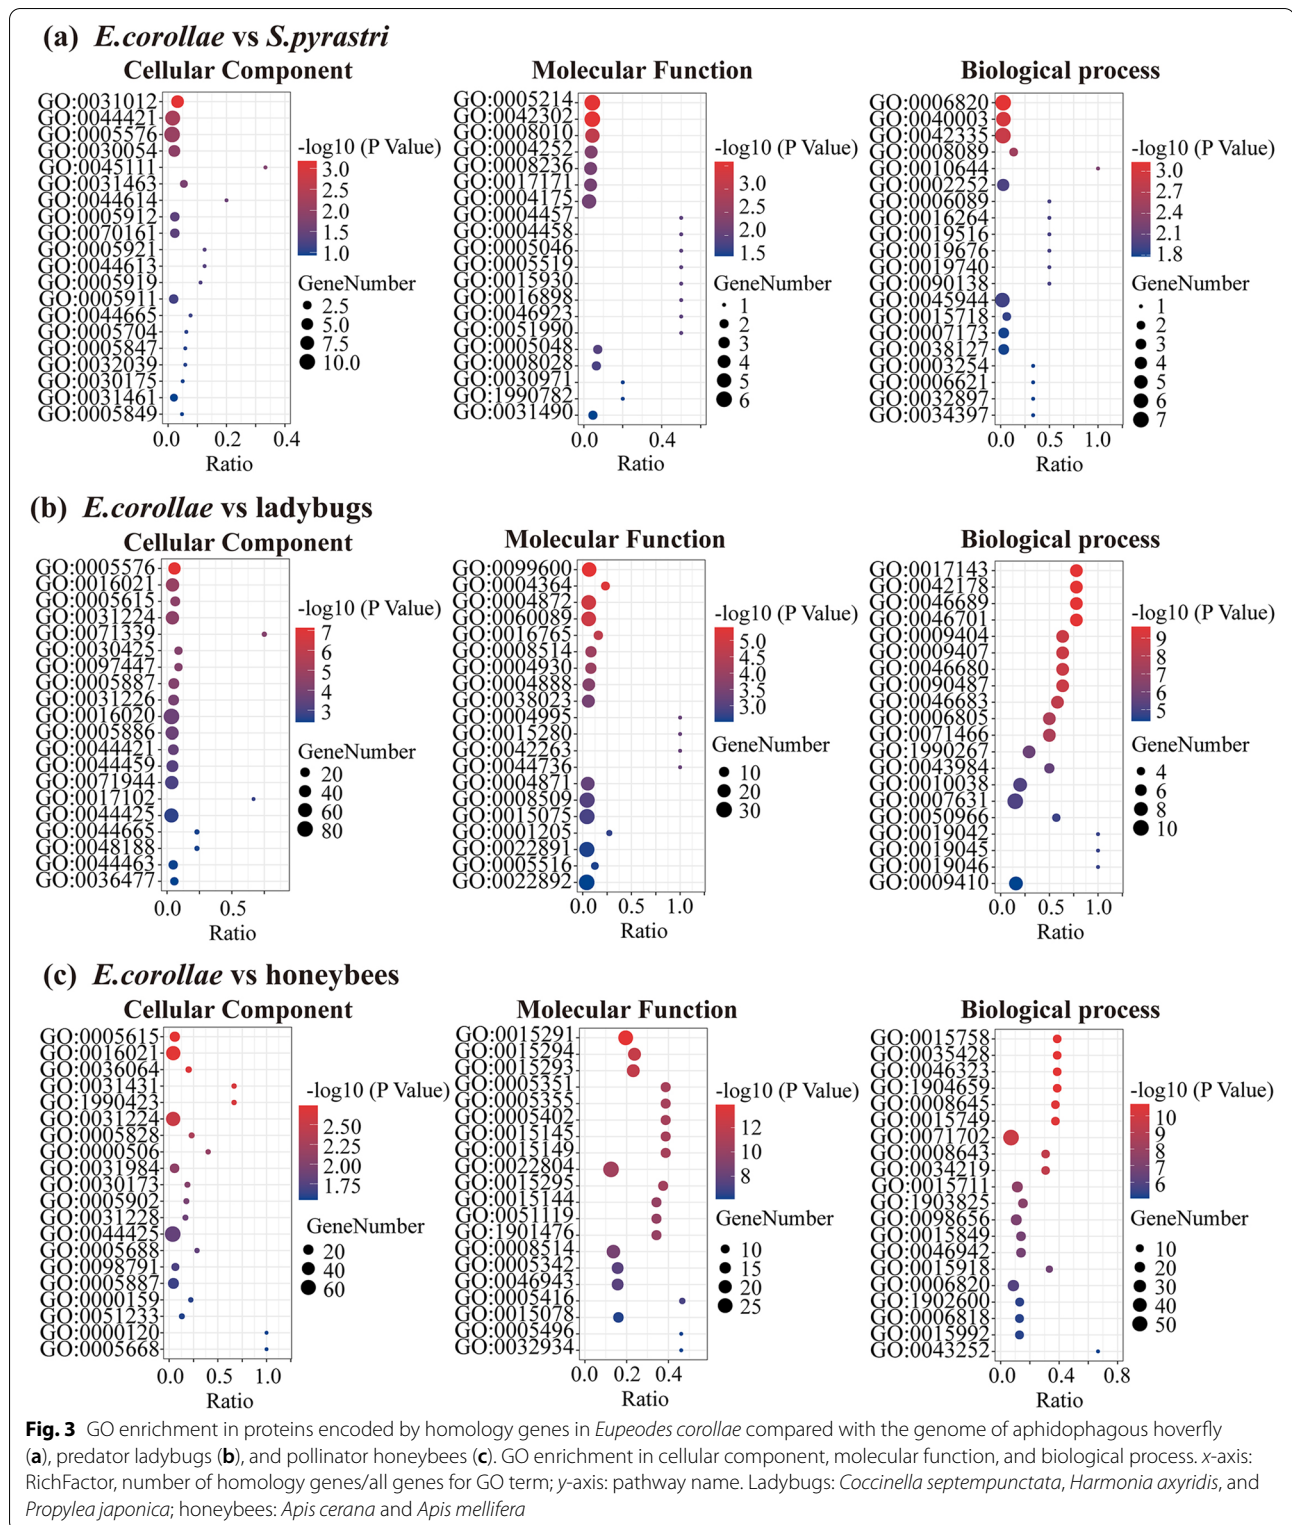 (a) E.corollae vs S.pyrastri
Cellular Component
GO:0031012
GO:0044421
GO:0005576
GO:0030054
GO:0045111
GO:0031463
GO:0044614
GO:0005912
GO:0070161
GO:0005921
GO:0044613
GO:0005919
GO:0005911
GO:0044665
GO:0005704
GO:0005847
GO:0032039
GO:0030175
GO:0031461
GO:0005849
0.0 0.2 0.4
Ratio
-log10 (P Value)
3.0
2.5
2.0
1.5
1.0
GeneNumber
2.5
5.0
7.5
10.0
Molecular Function
GO:0005214
GO:0042302
GO:0008010
GO:0004252
GO:0008236
GO:0017171
GO:0004175
GO:0004457
GO:0004458
GO:0005046
GO:0005519
GO:0015930
GO:0016898
GO:0046923
GO:0051990
GO:0005048
GO:0008028
GO:0030971
GO:1990782
GO:0031490
0.0 0.4
Ratio
-log10 (P Value)
3.0
2.5
2.0
1.5
GeneNumber
1
2
3
4
5
6
Biological process
GO:0006820
GO:0040003
GO:0042335
GO:0008089
GO:0010644
GO:0002252
GO:0006089
GO:0016264
GO:0019516
GO:0019676
GO:0019740
GO:0090138
GO:0045944
GO:0015718
GO:0007173
GO:0038127
GO:0003254
GO:0006621
GO:0032897
GO:0034397
0.0 0.5 1.0
Ratio
-log10 (P Value)
3.0
2.7
2.4
2.1
1.8
GeneNumber
1
2
3
4
5
6
7
(b) E.corollae vs ladybugs
Cellular Component
GO:0005576
GO:0016021
GO:0005615
GO:0031224
GO:0071339
GO:0030425
GO:0097447
GO:0005887
GO:0031226
GO:0016020
GO:0005886
GO:0044421
GO:0044459
GO:0071944
GO:0017102
GO:0044425
GO:0044665
GO:0048188
GO:0044463
GO:0036477
0.0 0.5
Ratio
-log10 (P Value)
7
6
5
4
3
GeneNumber
20
40
60
80
Molecular Function
GO:0099600
GO:0004364
GO:0004872
GO:0060089
GO:0016765
GO:0008514
GO:0004930
GO:0004888
GO:0038023
GO:0004995
GO:0015280
GO:0042263
GO:0044736
GO:0004871
GO:0008509
GO:0015075
GO:0001205
GO:0022891
GO:0005516
GO:0022892
0.0 0.5 1.0
Ratio
-log10 (P Value)
5.0
4.5
4.0
3.5
3.0
GeneNumber
10
20
30
Biological process
GO:0017143
GO:0042178
GO:0046689
GO:0046701
GO:0009404
GO:0009407
GO:0046680
GO:0090487
GO:0046683
GO:0006805
GO:0071466
GO:1990267
GO:0043984
GO:0010038
GO:0007631
GO:0050966
GO:0019042
GO:0019045
GO:0019046
GO:0009410
0.0 0.5 1.0
Ratio
-log10 (P Value)
9
8
7
6
5
GeneNumber
4
6
8
10
(c) E.corollae vs honeybees
Cellular Component
GO:0005615
GO:0016021
GO:0036064
GO:0031431
GO:1990423
GO:0031224
GO:0005828
GO:0000506
GO:0031984
GO:0030173
GO:0005902
GO:0031228
GO:0044425
GO:0005688
GO:0098791
GO:0005887
GO:0000159
GO:0051233
GO:0000120
GO:0005668
0.0 0.5 1.0
Ratio
-log10 (P Value)
2.50
2.25
2.00
1.75
GeneNumber
20
40
60
Molecular Function
GO:0015291
GO:0015294
GO:0015293
GO:0005351
GO:0005355
GO:0005402
GO:0015145
GO:0015149
GO:0022804
GO:0015295
GO:0015144
GO:0051119
GO:1901476
GO:0008514
GO:0005342
GO:0046943
GO:0005416
GO:0015078
GO:0005496
GO:0032934
0.0 0.2 0.4
Ratio
-log10 (P Value)
12
10
8
GeneNumber
10
15
20
25
Biological process
GO:0015758
GO:0035428
GO:0046323
GO:1904659
GO:0008645
GO:0015749
GO:0071702
GO:0008643
GO:0034219
GO:0015711
GO:1903825
GO:0098656
GO:0015849
GO:0046942
GO:0015918
GO:0006820
GO:1902600
GO:0006818
GO:0015992
GO:0043252
0.0 0.4 0.8
Ratio
-log10 (P Value)
10
9
8
7
6
GeneNumber
10
20
30
40
50
Fig. 3 GO enrichment in proteins encoded by homology genes in Eupeodes corollae compared with the genome of aphidophagous hoverfly
(a), predator ladybugs (b), and pollinator honeybees (c). GO enrichment in cellular component, molecular function, and biological process. x-axis:
RichFactor, number of homology genes/all genes for GO term; y-axis: pathway name. Ladybugs: Coccinella septempunctata, Harmonia axyridis, and
Propylea japonica; honeybees: Apis cerana and Apis mellifera